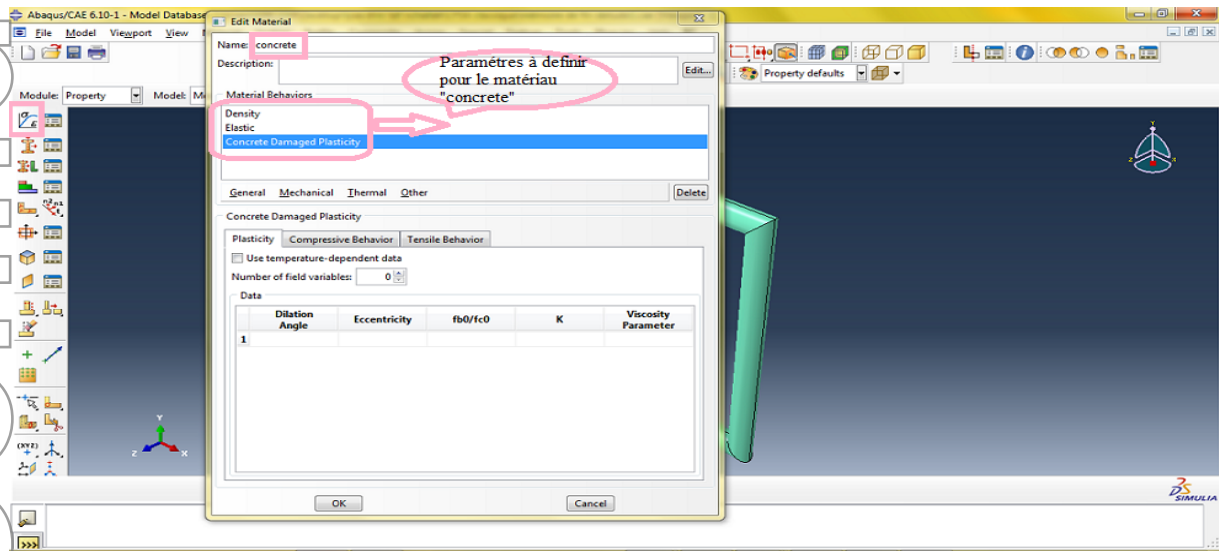 Abaqus/CAE 6.10-1 - Model Database
Edit Material
File Model Viewport View
Name: concrete
Description:
Edit...
Paramétres à definir
pour le matériau
"concrete"
Property defaults
Module: Property Model:
Material Behaviors
Density
Elastic
Concrete Damaged Plasticity
General Mechanical Thermal Other
Delete
Concrete Damaged Plasticity
Plasticity Compressive Behavior Tensile Behavior
Use temperature-dependent data
Number of field variables: 0
Data
Dilation
Angle
Eccentricity
fb0/fc0
K
Viscosity
Parameter
1
OK Cancel
Y
Z X
SIMULIA